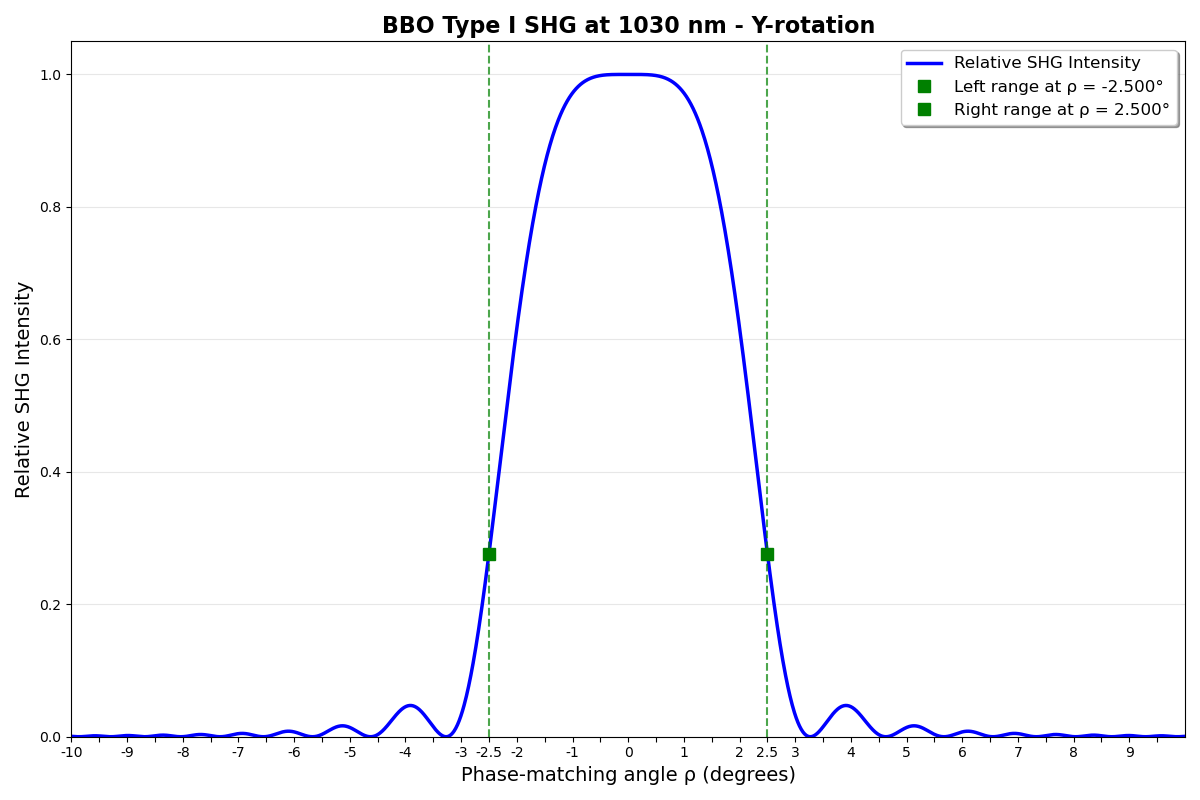 BBO Type I SHG at 1030 nm - Y-rotation
Relative SHG Intensity
Left range at ρ = -2.500°
Right range at ρ = 2.500°
Relative SHG Intensity
1.0
0.8
0.6
0.4
0.2
0.0
-10 -9 -8 -7 -6 -5 -4 -3 -2.5 -2 -1 0 1 2 2.5 3 4 5 6 7 8 9
Phase-matching angle ρ (degrees)